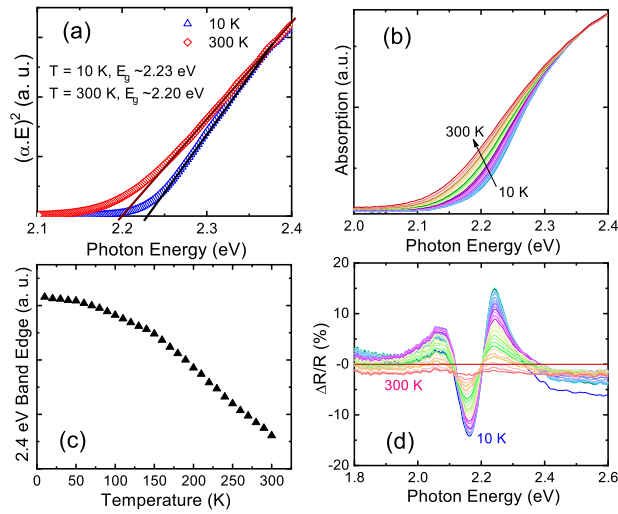 (a)
10 K
300 K
T = 10 K, Eg ~2.23 eV
T = 300 K, Eg ~2.20 eV
(α.E)²(a. u.)
2.1 2.2 2.3 2.4
Photon Energy (eV)
(b)
300 K
10 K
Absorption (a.u.)
2.0 2.1 2.2 2.3 2.4
Photon Energy (eV)
2.4 eV Band Edge (a. u.)
(c)
0 50 100 150 200 250 300
Temperature (K)
20
10
-0
-10
-20
ΔR/R (%)
300 K
10 K
(d)
1.8 2.0 2.2 2.4 2.6
Photon Energy (eV)